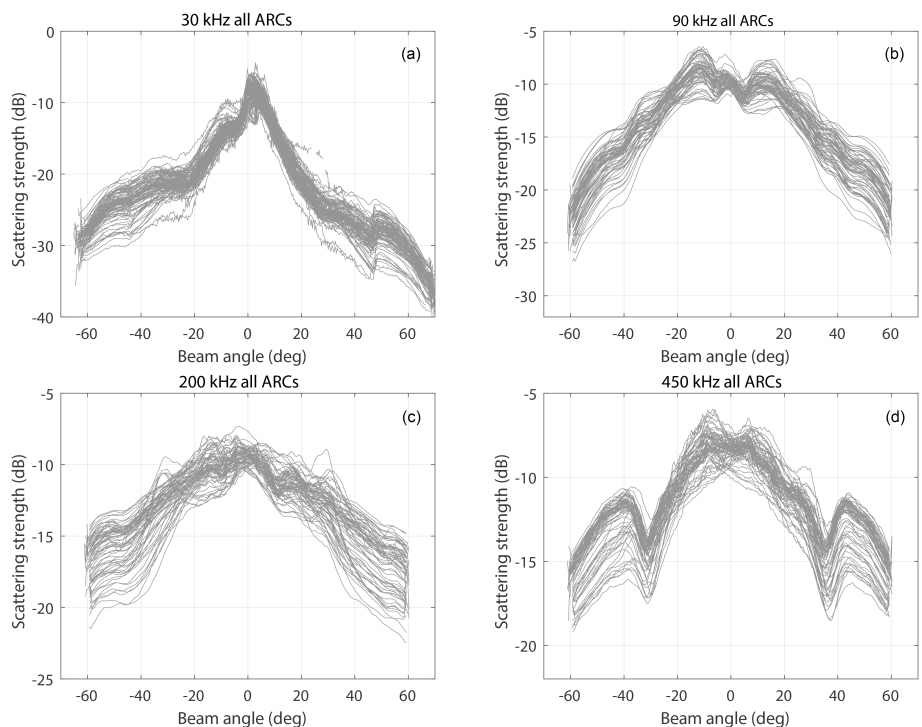 30 kHz all ARCs
(a)
0
-10
-20
-30
-40
Scattering strength (dB)
-60 -40 -20 0 20 40 60
Beam angle (deg)
90 kHz all ARCs
(b)
-5
-10
-15
-20
-25
-30
Scattering strength (dB)
-60 -40 -20 0 20 40 60
Beam angle (deg)
200 kHz all ARCs
(c)
-5
-10
-15
-20
-25
Scattering strength (dB)
-60 -40 -20 0 20 40 60
Beam angle (deg)
450 kHz all ARCs
(d)
-5
-10
-15
-20
Scattering strength (dB)
-60 -40 -20 0 20 40 60
Beam angle (deg)